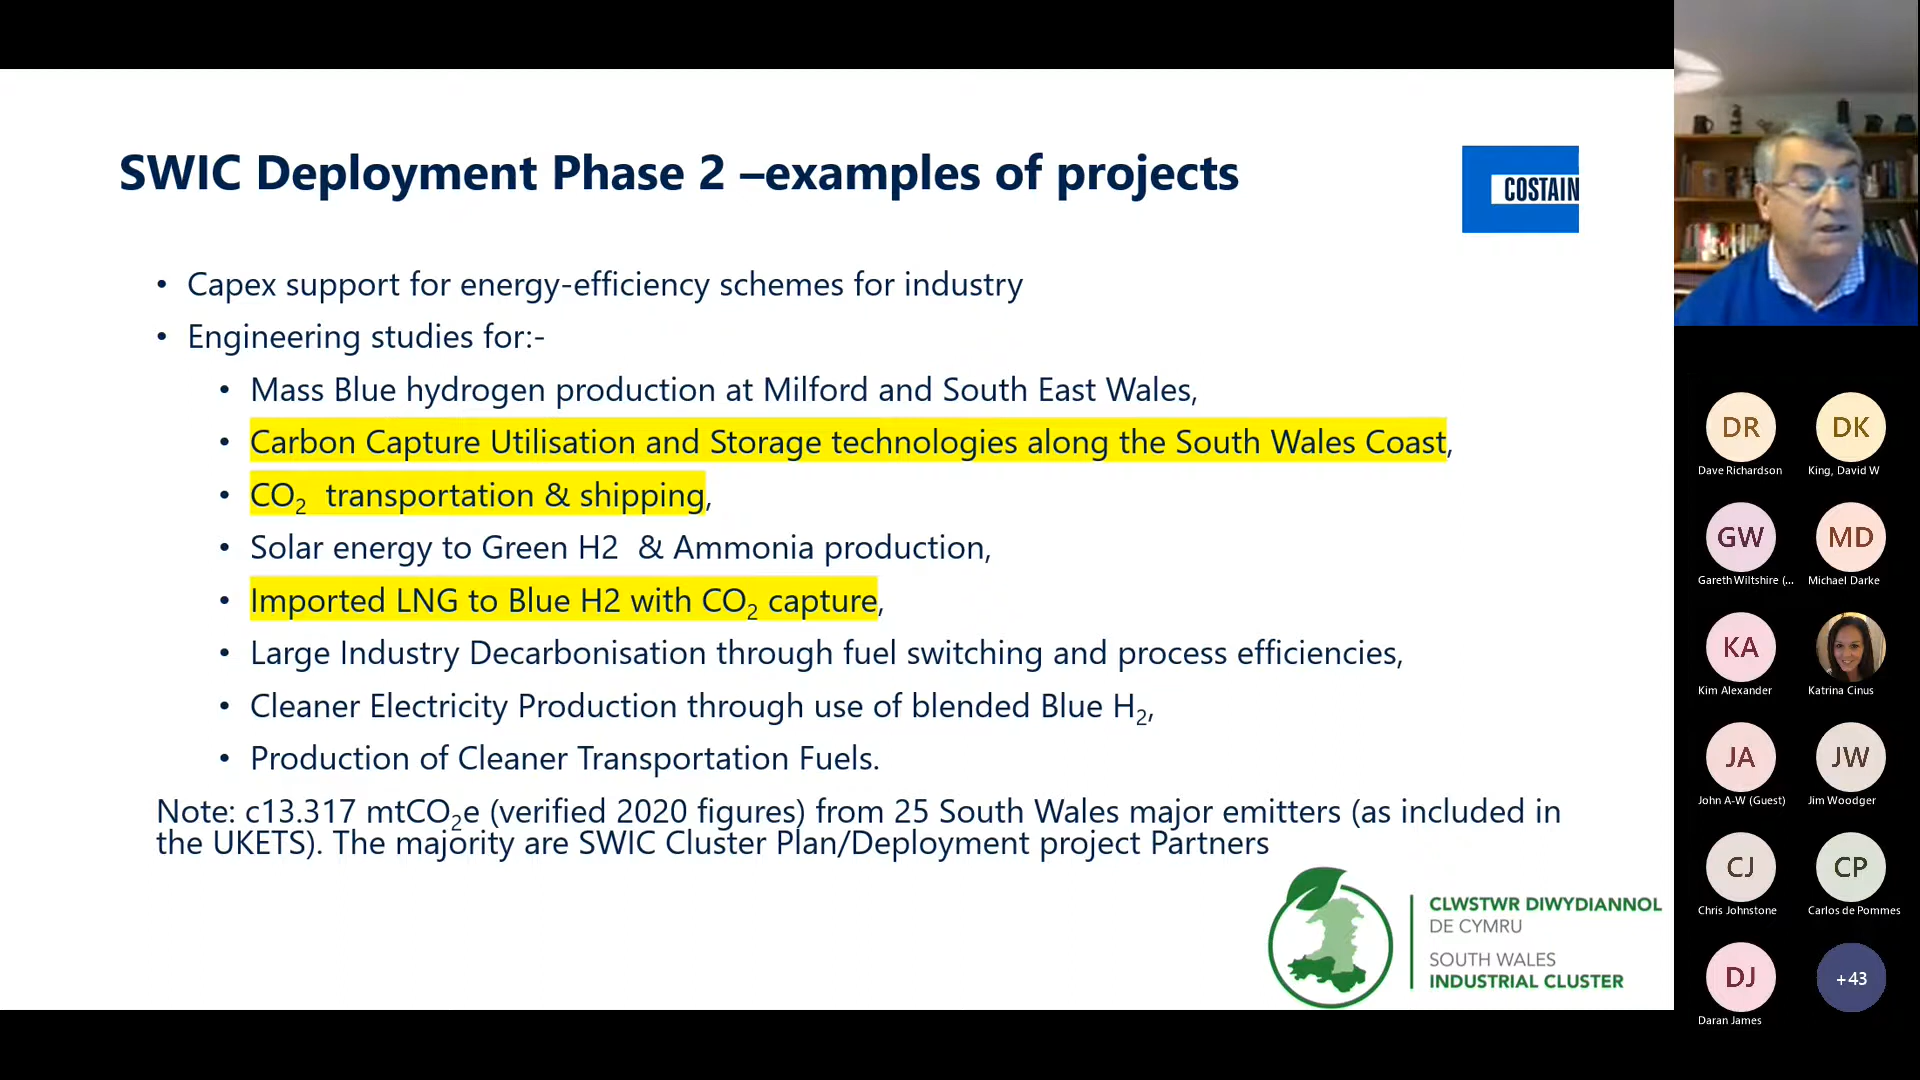 SWIC Deployment Phase 2 –examples of projects
COSTAIN
• Capex support for energy-efficiency schemes for industry
• Engineering studies for:-
• Mass Blue hydrogen production at Milford and South East Wales,
• Carbon Capture Utilisation and Storage technologies along the South Wales Coast,
• CO₂ transportation & shipping,
• Solar energy to Green H2 & Ammonia production,
• Imported LNG to Blue H2 with CO₂ capture,
• Large Industry Decarbonisation through fuel switching and process efficiencies,
• Cleaner Electricity Production through use of blended Blue H₂,
• Production of Cleaner Transportation Fuels.
Note: c13.317 mtCO₂e (verified 2020 figures) from 25 South Wales major emitters (as included in
the UKETS). The majority are SWIC Cluster Plan/Deployment project Partners
CLWSTWR DIWYDIANNOL
DE CYMRU
SOUTH WALES
INDUSTRIAL CLUSTER
DR DK
Dave Richardson King, David W
GW MD
Gareth Wiltshire (... Michael Darke
KA
Kim Alexander Katrina Cinus
JA JW
John A-W (Guest) Jim Woodger
CJ CP
Chris Johnstone Carlos de Pommes
DJ +43
Daran James